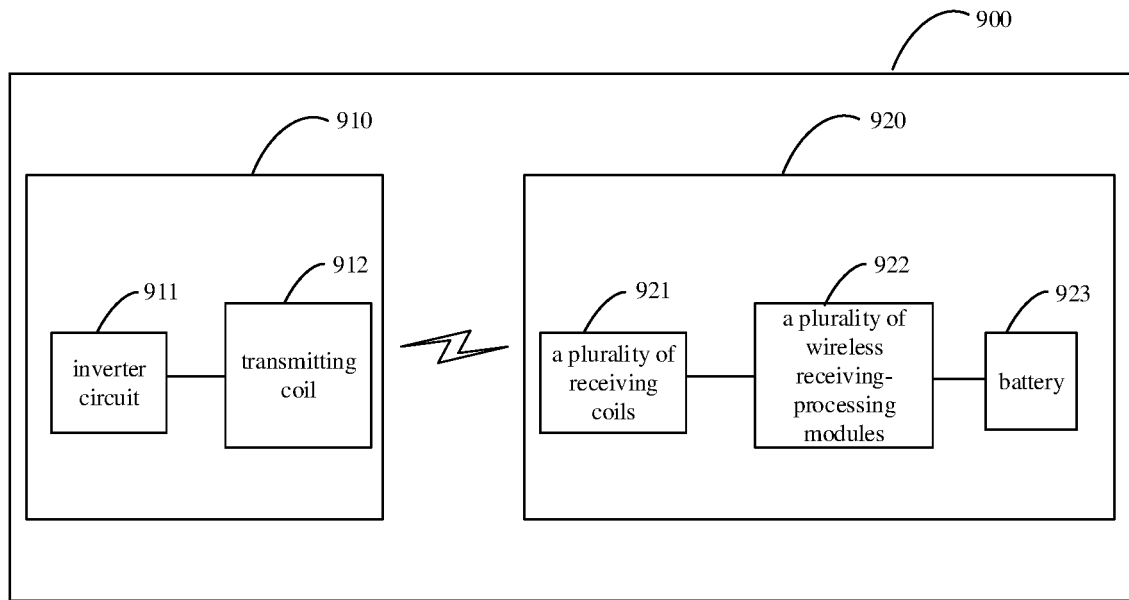 900
910
920
912
911
921
922
923
inverter
circuit
transmitting
coil
a plurality of
receiving
coils
a plurality of
wireless
receiving-
processing
modules
battery